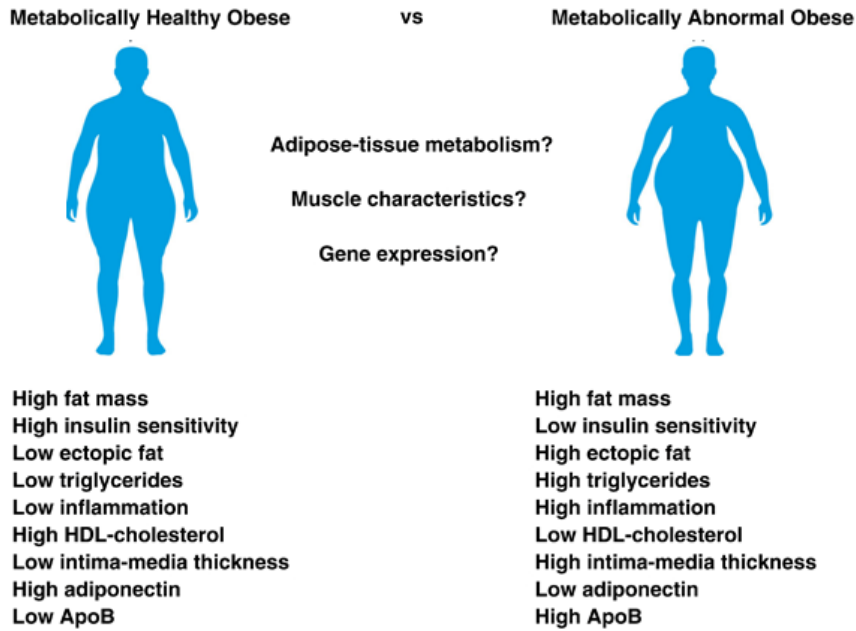 Metabolically Healthy Obese vs Metabolically Abnormal Obese
Adipose-tissue metabolism?
Muscle characteristics?
Gene expression?
High fat mass
High insulin sensitivity
Low ectopic fat
Low triglycerides
Low inflammation
High HDL-cholesterol
Low intima-media thickness
High adiponectin
Low ApoB
High fat mass
Low insulin sensitivity
High ectopic fat
High triglycerides
High inflammation
Low HDL-cholesterol
High intima-media thickness
Low adiponectin
High ApoB